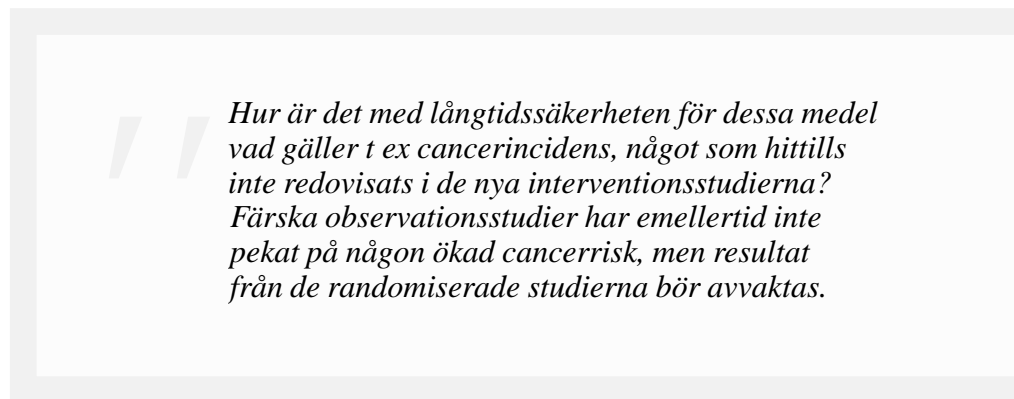 Hur är det med långtidssäkerheten för dessa medel
vad gäller t ex cancerincidens, något som hittills
inte redovisats i de nya interventionsstudierna?
Färska observationsstudier har emellertid inte
pekat på någon ökad cancerrisk, men resultat
från de randomiserade studierna bör avvaktas.